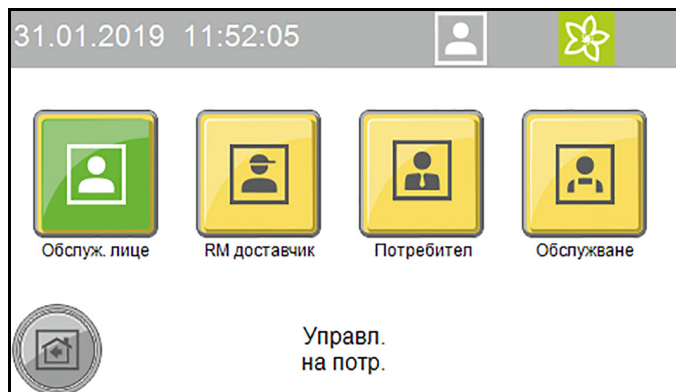 31.01.2019 11:52:05
Обслуж. лице
RM доставчик
Потребител
Обслужване
Управл.
на потр.